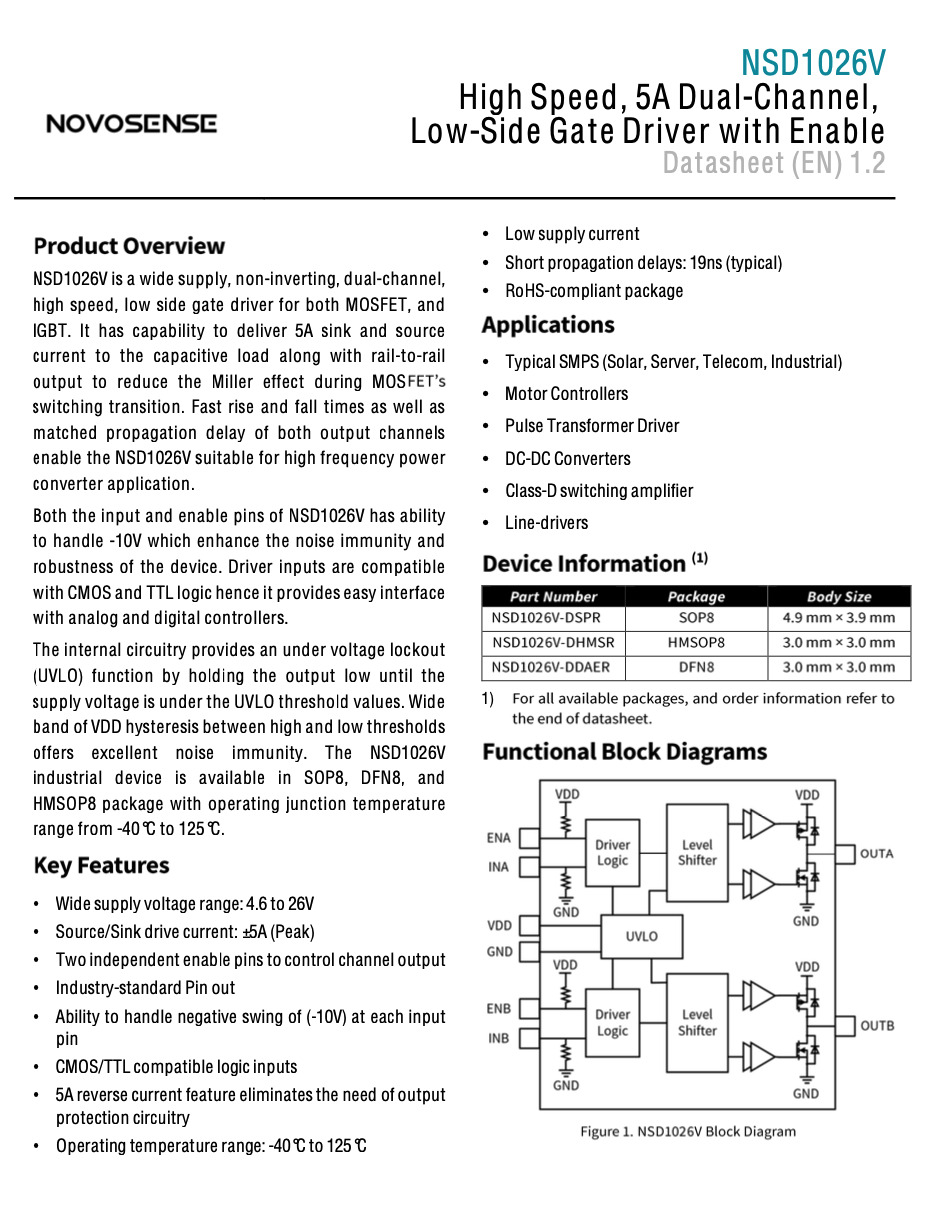 NSD1026V
High Speed, 5A Dual-Channel,
Low-Side Gate Driver with Enable
Datasheet (EN) 1.2
NOVOSENSE
Product Overview
NSD1026V is a wide supply, non-inverting, dual-channel,
high speed, low side gate driver for both MOSFET, and
IGBT. It has capability to deliver 5A sink and source
current to the capacitive load along with rail-to-rail
output to reduce the Miller effect during MOSFET's
switching transition. Fast rise and fall times as well as
matched propagation delay of both output channels
enable the NSD1026V suitable for high frequency power
converter application.
Both the input and enable pins of NSD1026V has ability
to handle -10V which enhance the noise immunity and
robustness of the device. Driver inputs are compatible
with CMOS and TTL logic hence it provides easy interface
with analog and digital controllers.
The internal circuitry provides an under voltage lockout
(UVLO) function by holding the output low until the
supply voltage is under the UVLO threshold values. Wide
band of VDD hysteresis between high and low thresholds
offers excellent noise immunity. The NSD1026V
industrial device is available in SOP8, DFN8, and
HMSOP8 package with operating junction temperature
range from -40℃ to 125℃.
Key Features
• Wide supply voltage range: 4.6 to 26V
• Source/Sink drive current: ±5A (Peak)
• Two independent enable pins to control channel output
• Industry-standard Pin out
• Ability to handle negative swing of (-10V) at each input
pin
• CMOS/TTL compatible logic inputs
• 5A reverse current feature eliminates the need of output
protection circuitry
• Operating temperature range: -40℃ to 125℃
• Low supply current
• Short propagation delays: 19ns (typical)
• RoHS-compliant package
Applications
• Typical SMPS (Solar, Server, Telecom, Industrial)
• Motor Controllers
• Pulse Transformer Driver
• DC-DC Converters
• Class-D switching amplifier
• Line-drivers
Device Information (1)
Part Number Package Body Size
NSD1026V-DSPR SOP8 4.9 mm × 3.9 mm
NSD1026V-DHMSR HMSOP8 3.0 mm × 3.0 mm
NSD1026V-DDAER DFN8 3.0 mm × 3.0 mm
1) For all available packages, and order information refer to
the end of datasheet.
Functional Block Diagrams
VDD VDD
ENA
Driver
Logic
Level
Shifter
INA
OUTA
GND GND
VDD
UVLO
GND
VDD VDD
ENB
Driver
Logic
Level
Shifter
OUTB
INB
GND GND
Figure 1. NSD1026V Block Diagram